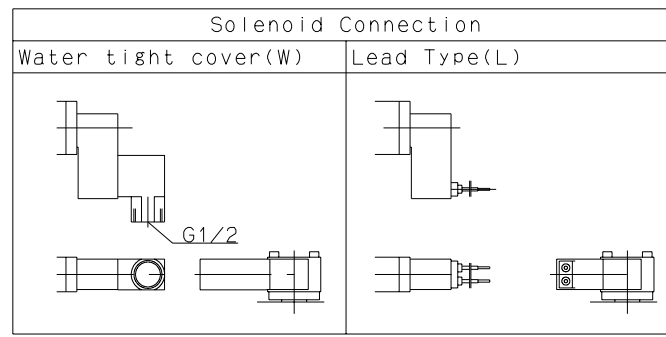 Solenoid Connection
Water tight cover(W)
Lead Type(L)
G1/2